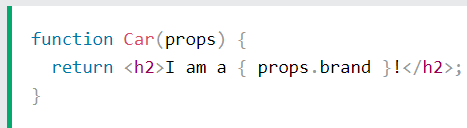 function Car(props) {
  return <h2>I am a { props.brand }!</h2>;
}